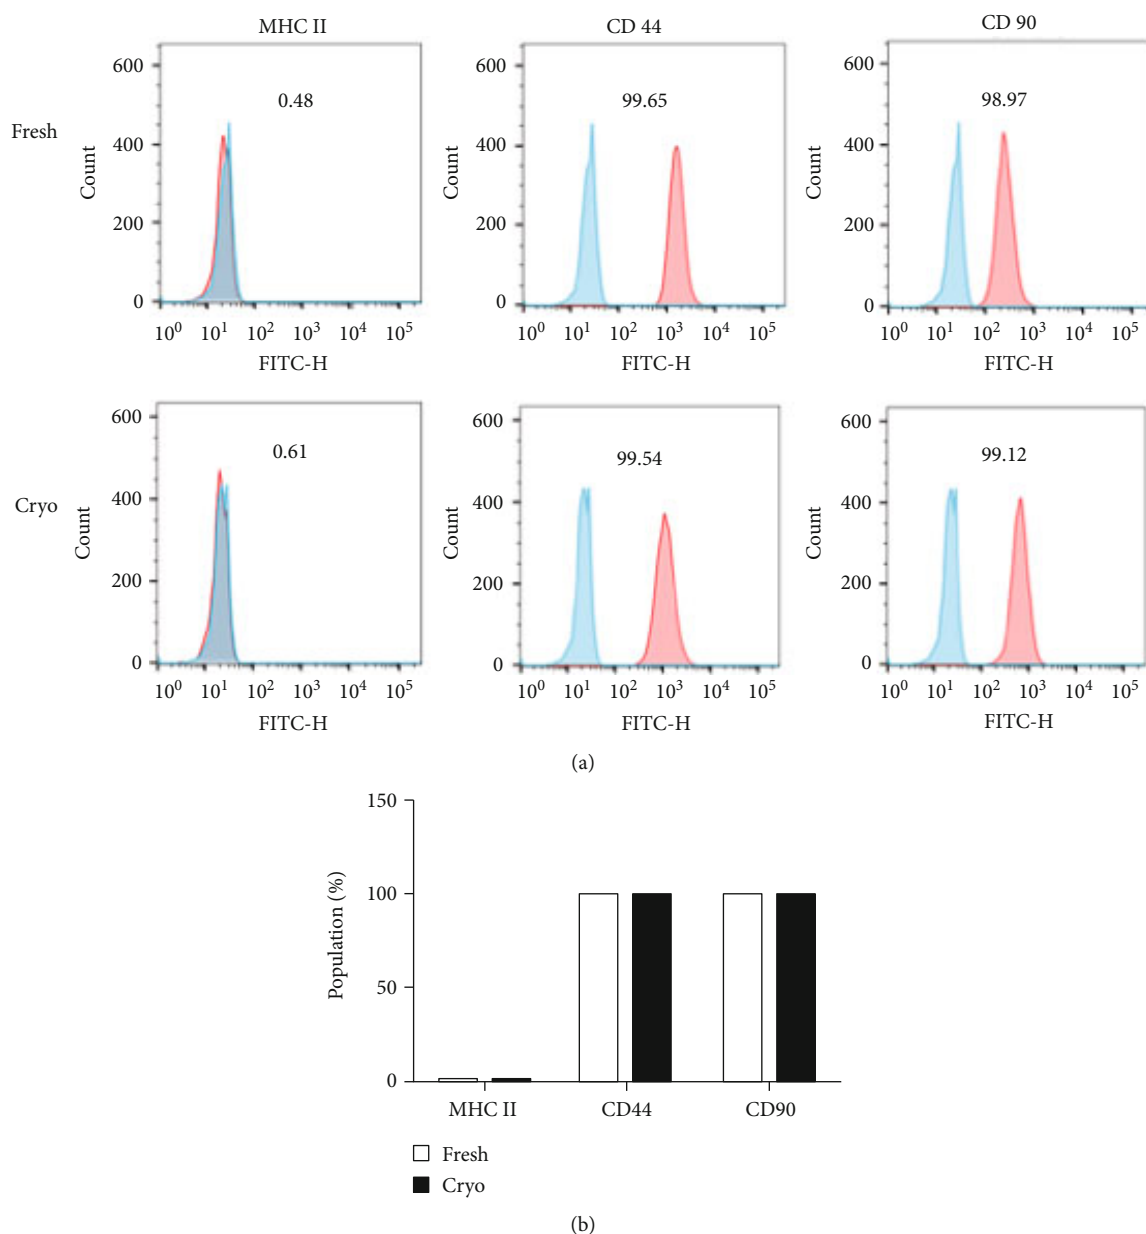 MHC II
CD 44
CD 90
Fresh
600
400
200
0
Count
0.48
10⁰ 10¹ 10² 10³ 10⁴ 10⁵
FITC-H
600
400
200
0
Count
99.65
10⁰ 10¹ 10² 10³ 10⁴ 10⁵
FITC-H
600
400
200
0
Count
98.97
10⁰ 10¹ 10² 10³ 10⁴ 10⁵
FITC-H
Cryo
600
400
200
0
Count
0.61
10⁰ 10¹ 10² 10³ 10⁴ 10⁵
FITC-H
600
400
200
0
Count
99.54
10⁰ 10¹ 10² 10³ 10⁴ 10⁵
FITC-H
600
400
200
0
Count
99.12
10⁰ 10¹ 10² 10³ 10⁴ 10⁵
FITC-H
(a)
150
100
50
0
Population (%)
MHC II CD44 CD90
Fresh
Cryo
(b)